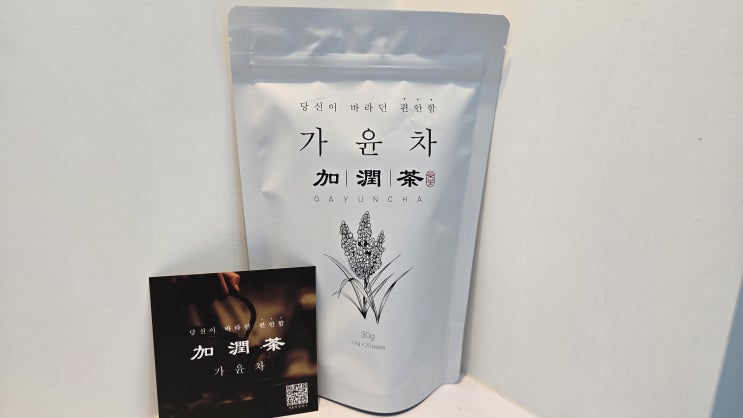 당신이 바라던 편안함
가윤차
加|潤|茶
GAYUNCHA
30g
1.5g × 20 pieces
당신이 바라던 편안함
加潤茶
가윤차